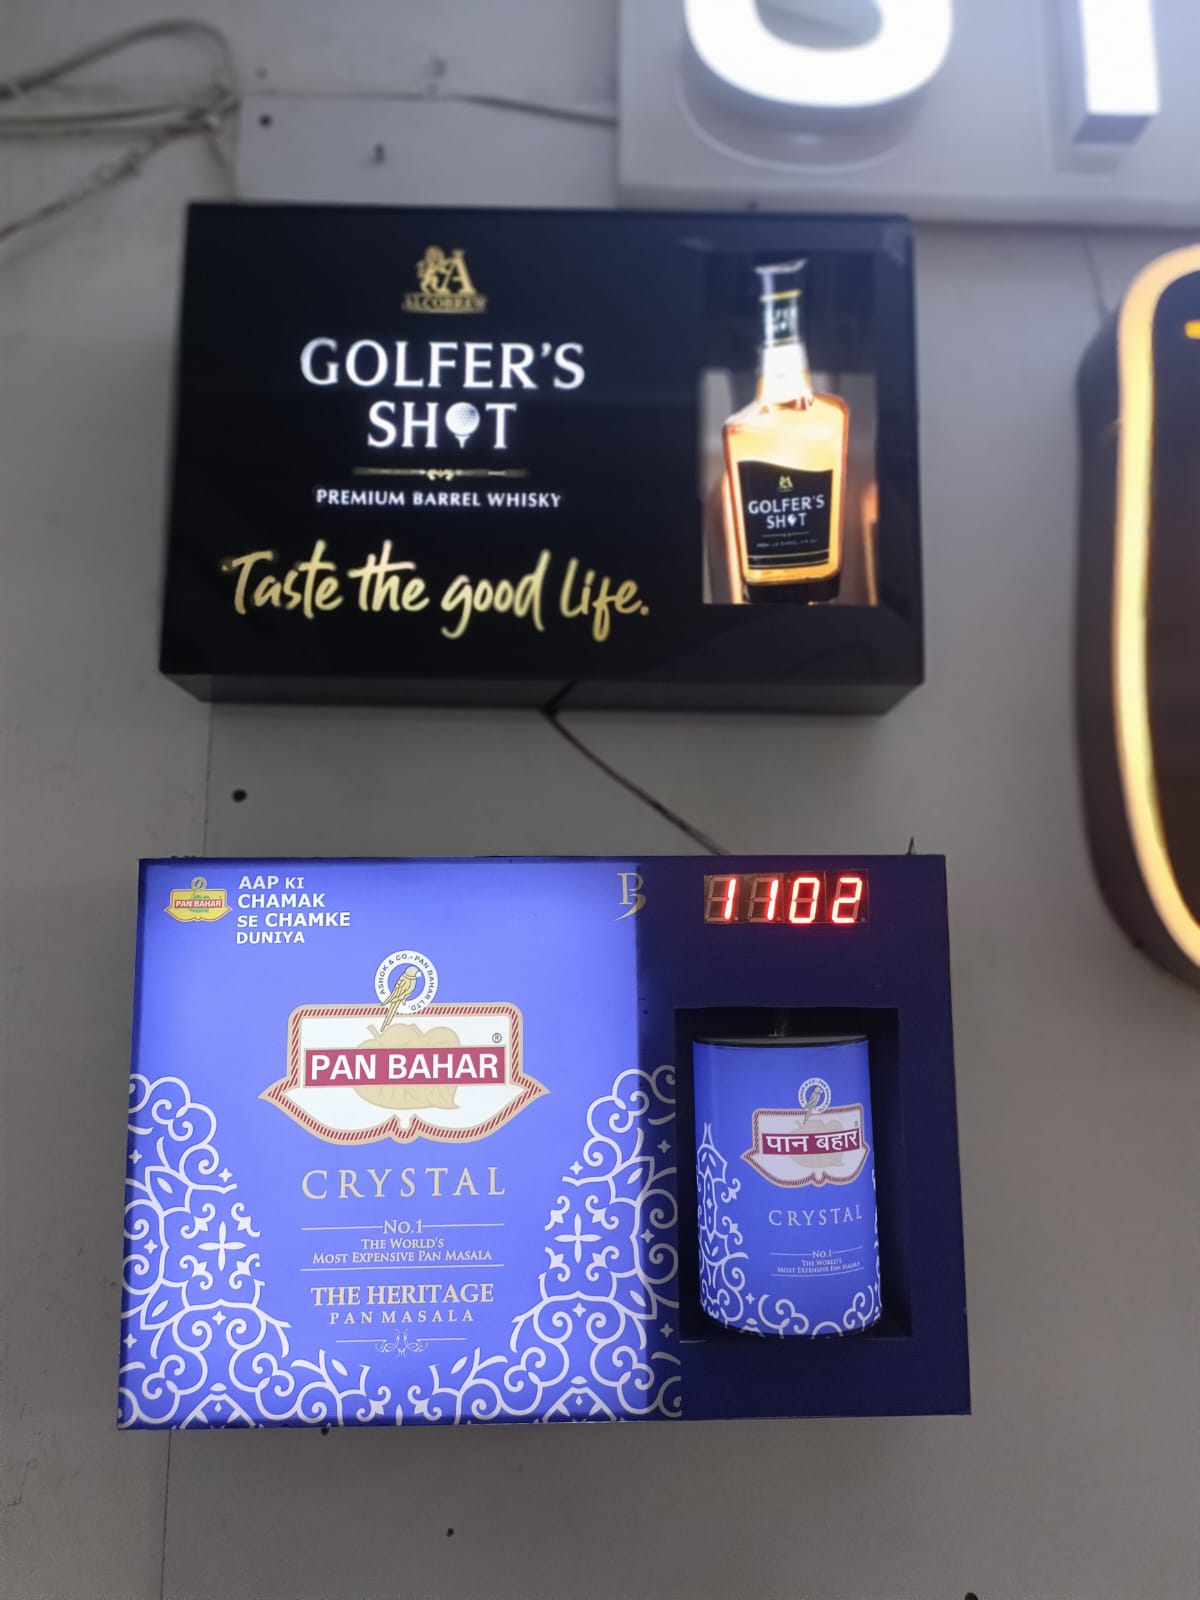 ALCOBREW
GOLFER'S
SHOT
PREMIUM BARREL WHISKY
Taste the good life.
GOLFER'S
SHOT
PAN BAHAR
AAP KI
CHAMAK
SE CHAMKE
DUNIYA
1102
ASHOK & CO.- PAN BAHAR LTD.
PAN BAHAR®
CRYSTAL
No.1
THE WORLD'S
MOST EXPENSIVE PAN MASALA
THE HERITAGE
PAN MASALA
पान बहार
CRYSTAL
No.1
THE WORLD'S
MOST EXPENSIVE PAN MASALA